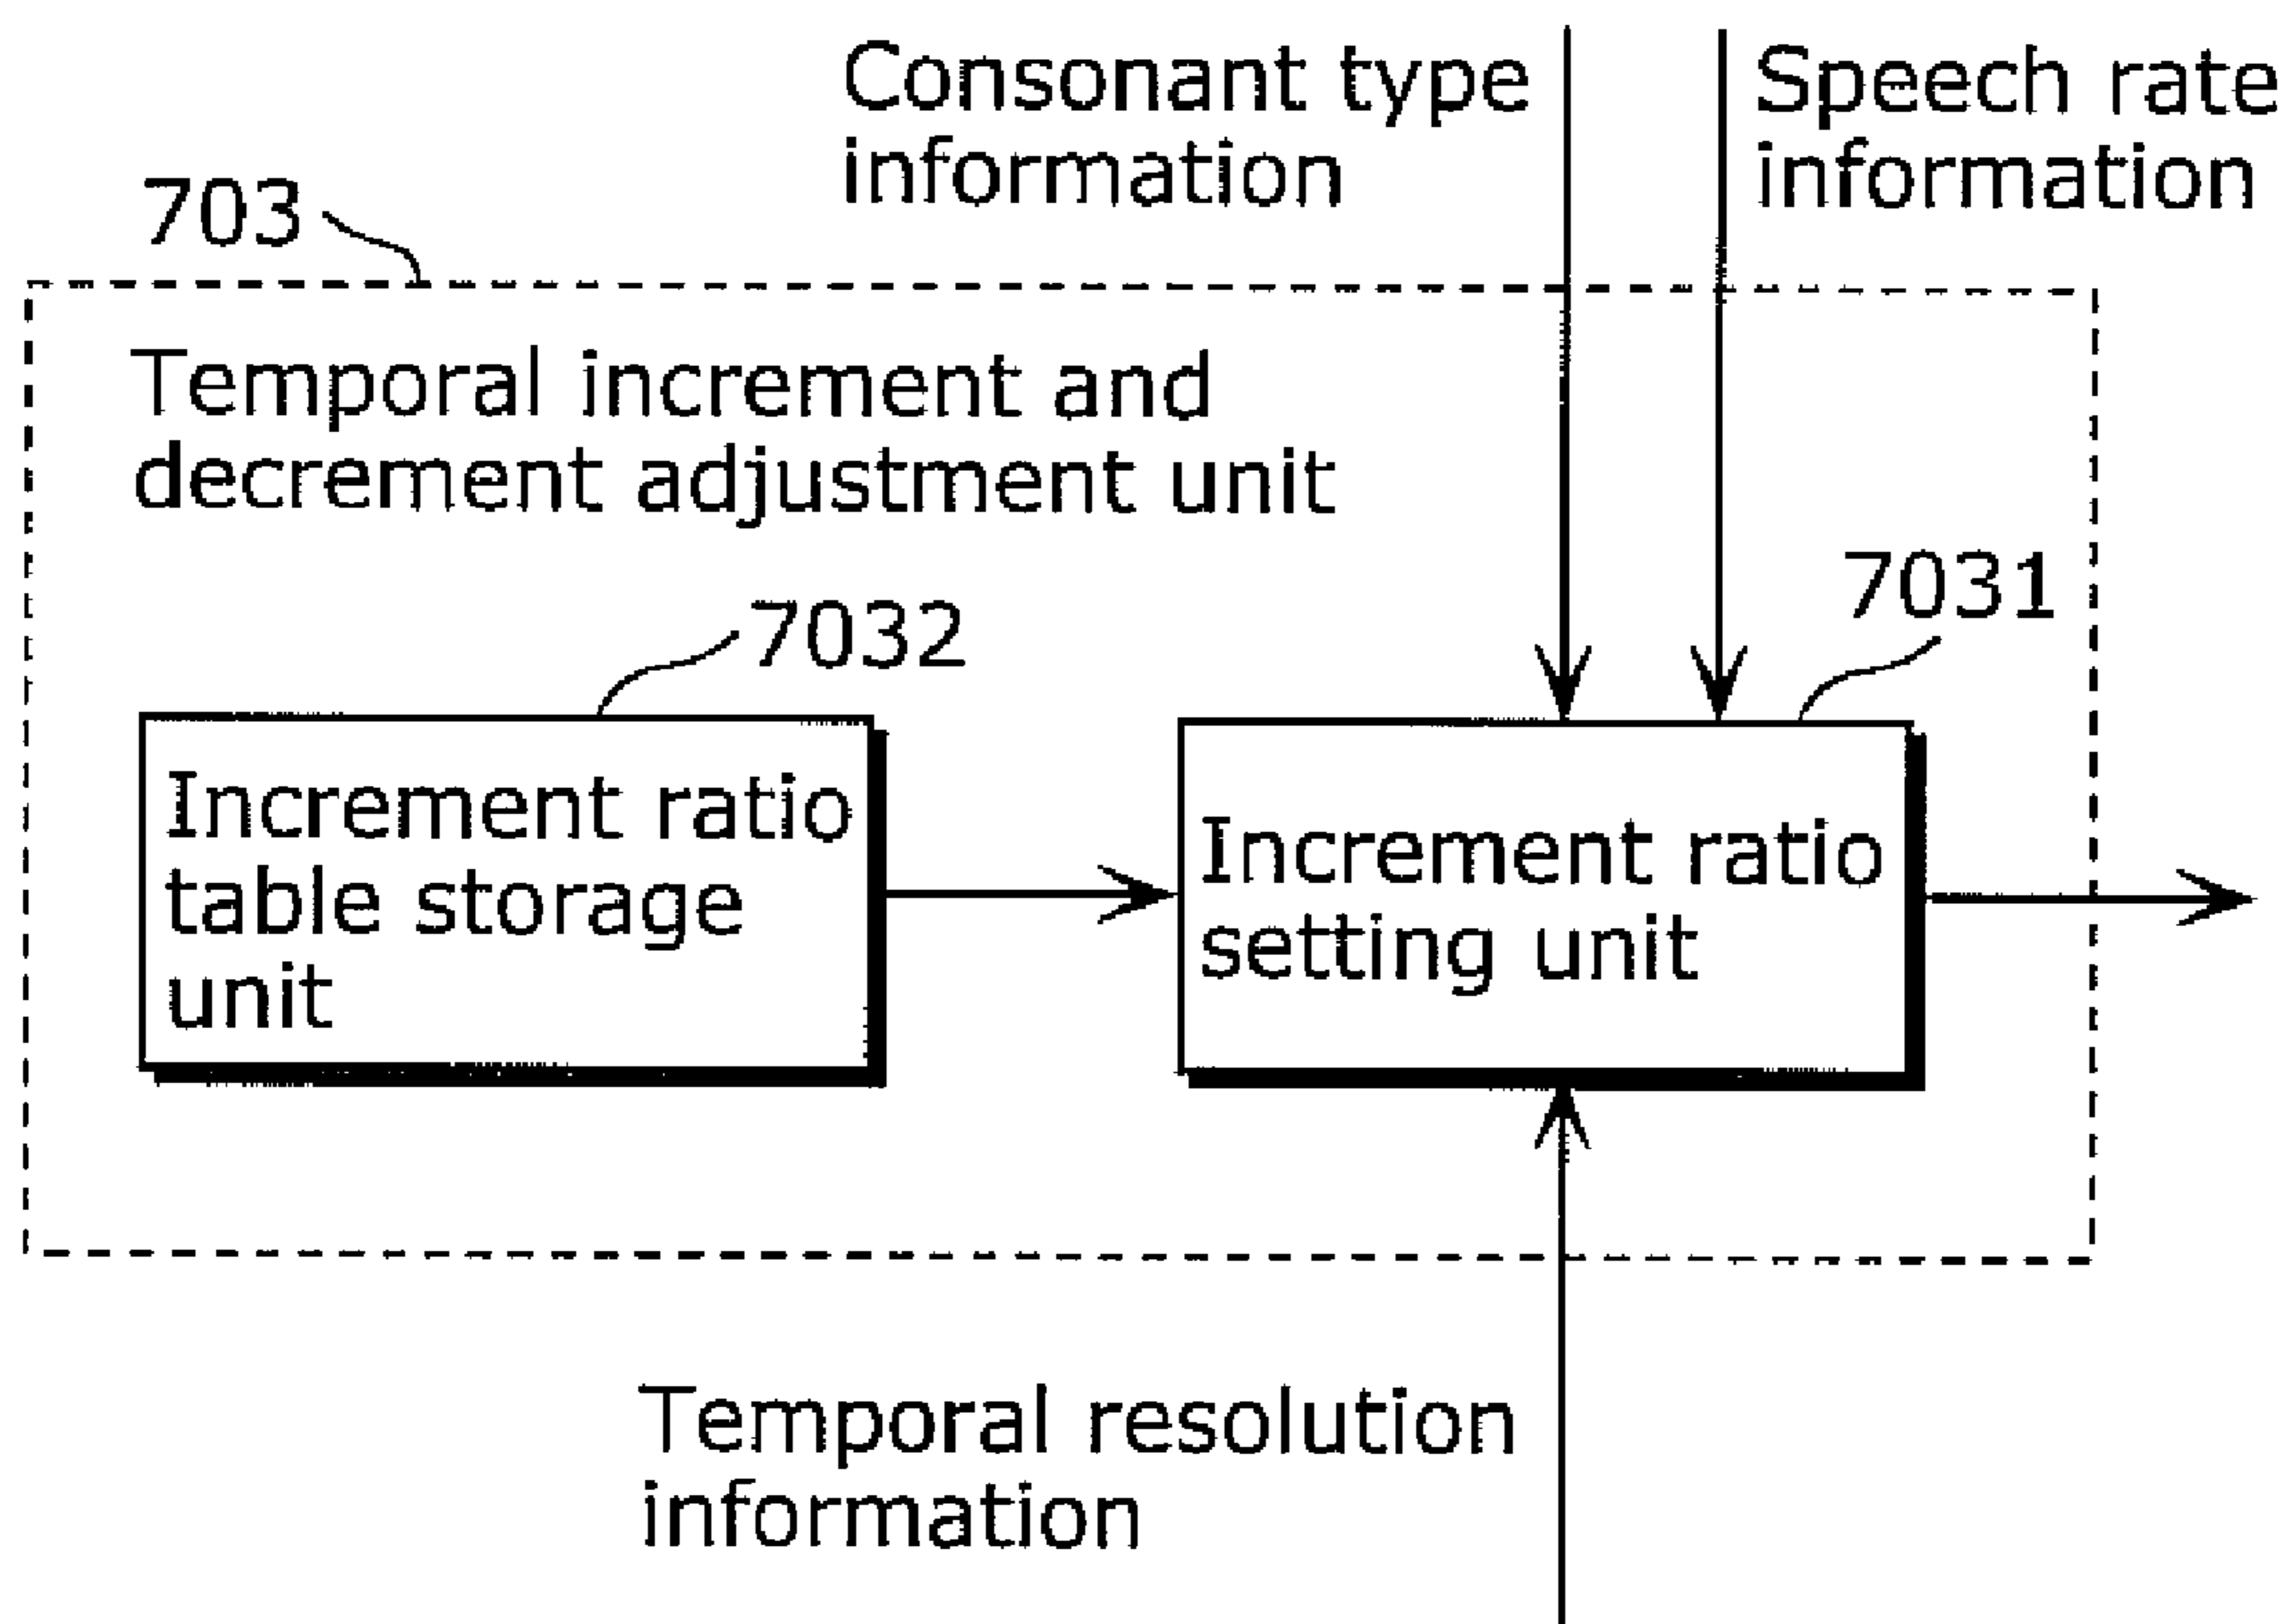 Consonant type
information
Speech rate
information
703
Temporal increment and
decrement adjustment unit
7032
7031
Increment ratio
table storage
unit
Increment ratio
setting unit
Temporal resolution
information